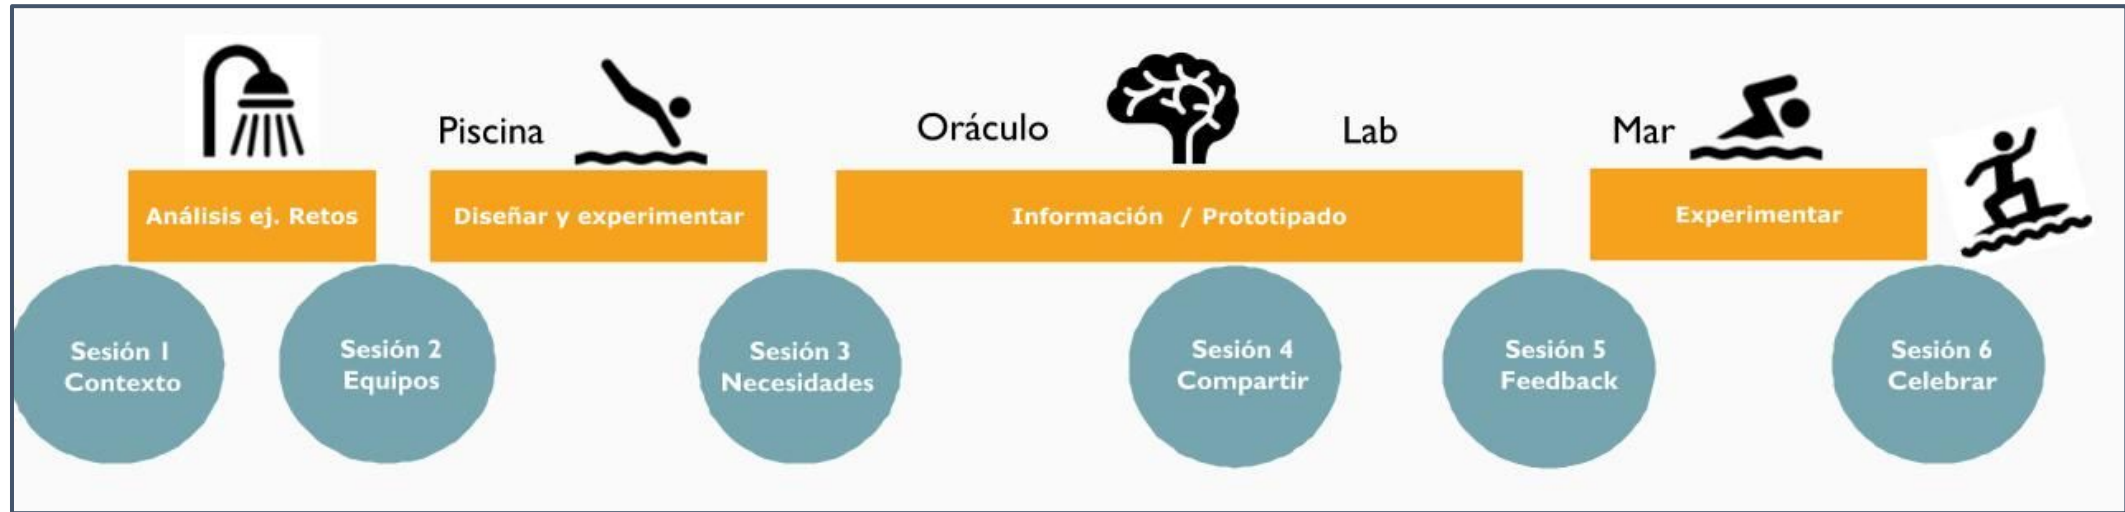 Piscina
Oráculo
Lab
Mar
Análisis ej. Retos
Diseñar y experimentar
Información / Prototipado
Experimentar
Sesión 1
Contexto
Sesión 2
Equipos
Sesión 3
Necesidades
Sesión 4
Compartir
Sesión 5
Feedback
Sesión 6
Celebrar